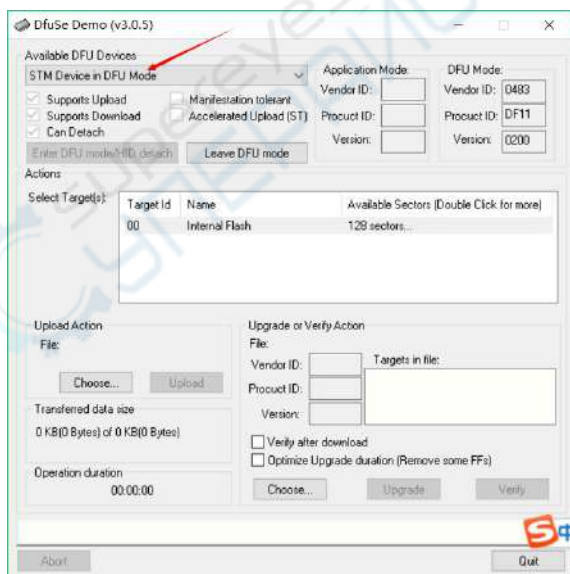 DfuSe Demo (v3.0.5)
Available DFU Devices
STM Device in DFU Mode
Supports Upload
Manifestation tolerant
Supports Download
Accelerated Upload (ST)
Can Detach
Enter DFU mode/HID detach
Leave DFU mode
Application Mode:
Vendor ID:
Procuct ID:
Version:
DFU Mode:
Vendor ID: 0483
Procuct ID: DF11
Version: 0200
Actions
Select Target(s):
Target Id Name Available Sectors (Double Click for more)
00 Internal Flash 128 sectors...
Upload Action
File:
Choose... Upload
Transferred data size
0 KB(0 Bytes) of 0 KB(0 Bytes)
Operation duration
00:00:00
Upgrade or Verify Action
File:
Vendor ID:
Procuct ID:
Version:
Targets in file:
Verify after download
Optimize Upgrade duration (Remove some FFs)
Choose... Upgrade Verify
Abort Quit
S中